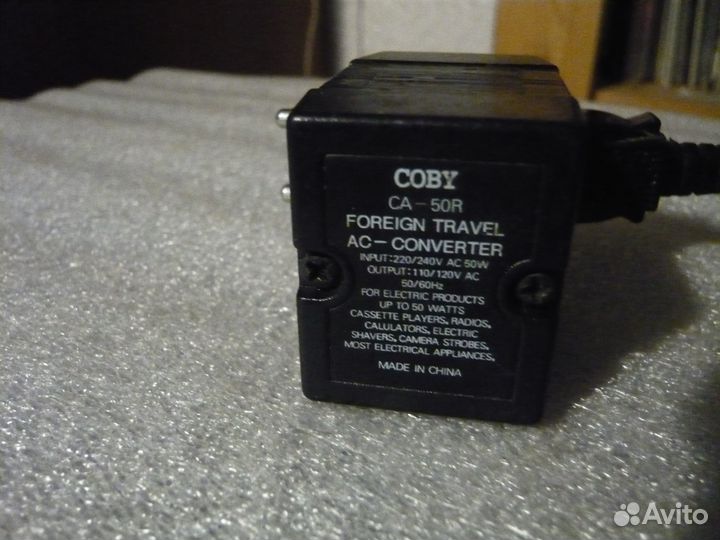 COBY
CA-50R
FOREIGN TRAVEL
AC-CONVERTER
INPUT:220/240V AC 50W
OUTPUT:110/120V AC
50/60Hz
FOR ELECTRIC PRODUCTS
UP TO 50 WATTS
CASSETTE PLAYERS, RADIOS,
CALULATORS, ELECTRIC
SHAVERS, CAMERA STROBES,
MOST ELECTRICAL APPLIANCES.
MADE IN CHINA
Avito